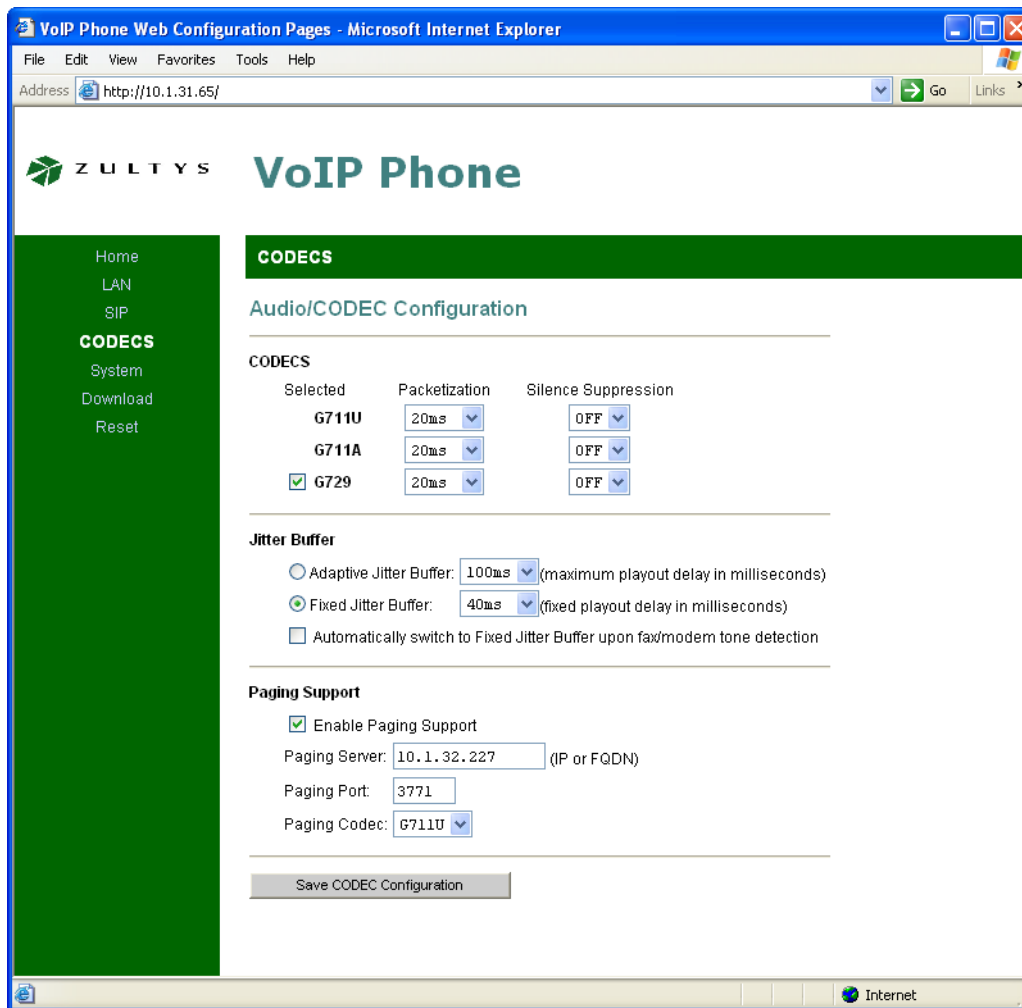 VoIP Phone Web Configuration Pages - Microsoft Internet Explorer
File Edit View Favorites Tools Help
Address http://10.1.31.65/ Go Links
ZULTYS VoIP Phone
Home
LAN
SIP
CODECS
System
Download
Reset
CODECS
Audio/CODEC Configuration
CODECS
Selected Packetization Silence Suppression
G711U 20ms OFF
G711A 20ms OFF
G729 20ms OFF
Jitter Buffer
Adaptive Jitter Buffer: 100ms (maximum playout delay in milliseconds)
Fixed Jitter Buffer: 40ms (fixed playout delay in milliseconds)
Automatically switch to Fixed Jitter Buffer upon fax/modem tone detection
Paging Support
Enable Paging Support
Paging Server: 10.1.32.227 (IP or FQDN)
Paging Port: 3771
Paging Codec: G711U
Save CODEC Configuration
Internet